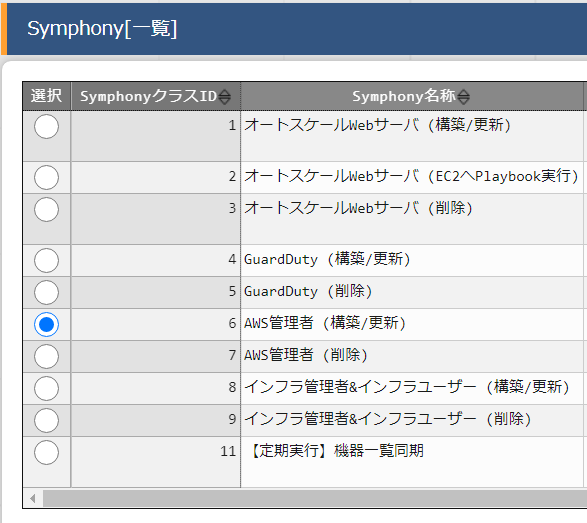 Symphony[一覧]
選択 SymphonyクラスID Symphony名称
1 オートスケールWebサーバ (構築/更新)
2 オートスケールWebサーバ (EC2へPlaybook実行)
3 オートスケールWebサーバ (削除)
4 GuardDuty (構築/更新)
5 GuardDuty (削除)
6 AWS管理者 (構築/更新)
7 AWS管理者 (削除)
8 インフラ管理者&インフラユーザー (構築/更新)
9 インフラ管理者&インフラユーザー (削除)
11 【定期実行】機器一覧同期